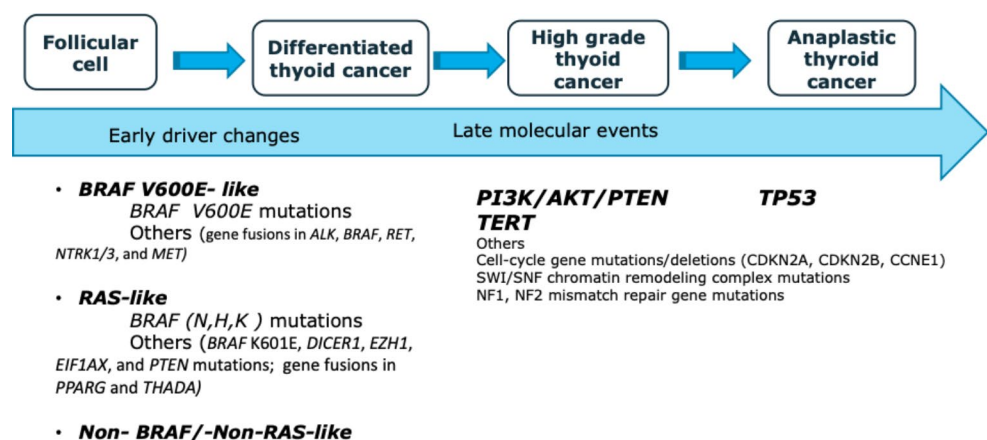 Follicular
cell
Differentiated
thyoid cancer
High grade
thyoid
cancer
Anaplastic
thyroid
cancer
Early driver changes
Late molecular events
• BRAF V600E- like
BRAF V600E mutations
Others (gene fusions in ALK, BRAF, RET,
NTRK1/3, and MET)
• RAS-like
BRAF (N,H,K ) mutations
Others (BRAF K601E, DICER1, EZH1,
EIF1AX, and PTEN mutations; gene fusions in
PPARG and THADA)
• Non- BRAF/-Non-RAS-like
PI3K/AKT/PTEN TP53
TERT
Others
Cell-cycle gene mutations/deletions (CDKN2A, CDKN2B, CCNE1)
SWI/SNF chromatin remodeling complex mutations
NF1, NF2 mismatch repair gene mutations